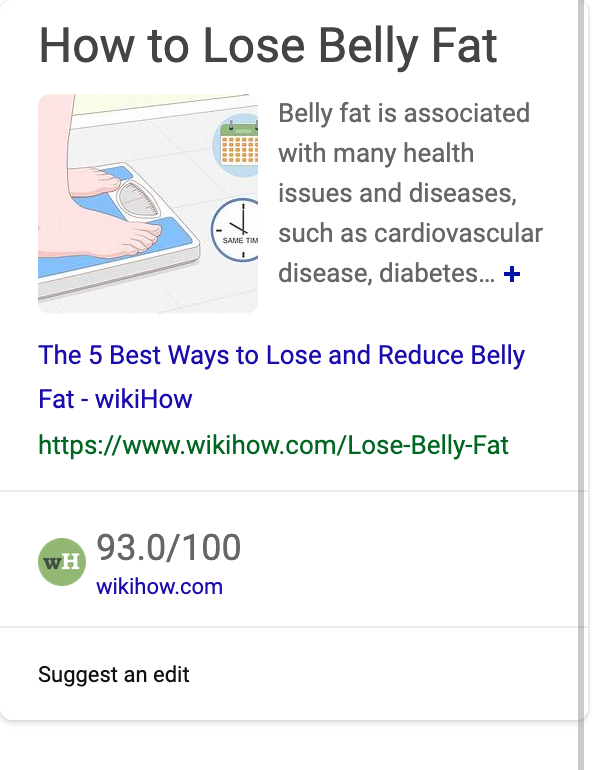 How to Lose Belly Fat
Belly fat is associated
with many health
issues and diseases,
such as cardiovascular
disease, diabetes... +
SAME TIM
The 5 Best Ways to Lose and Reduce Belly
Fat - wikiHow
https://www.wikihow.com/Lose-Belly-Fat
wH
93.0/100
wikihow.com
Suggest an edit